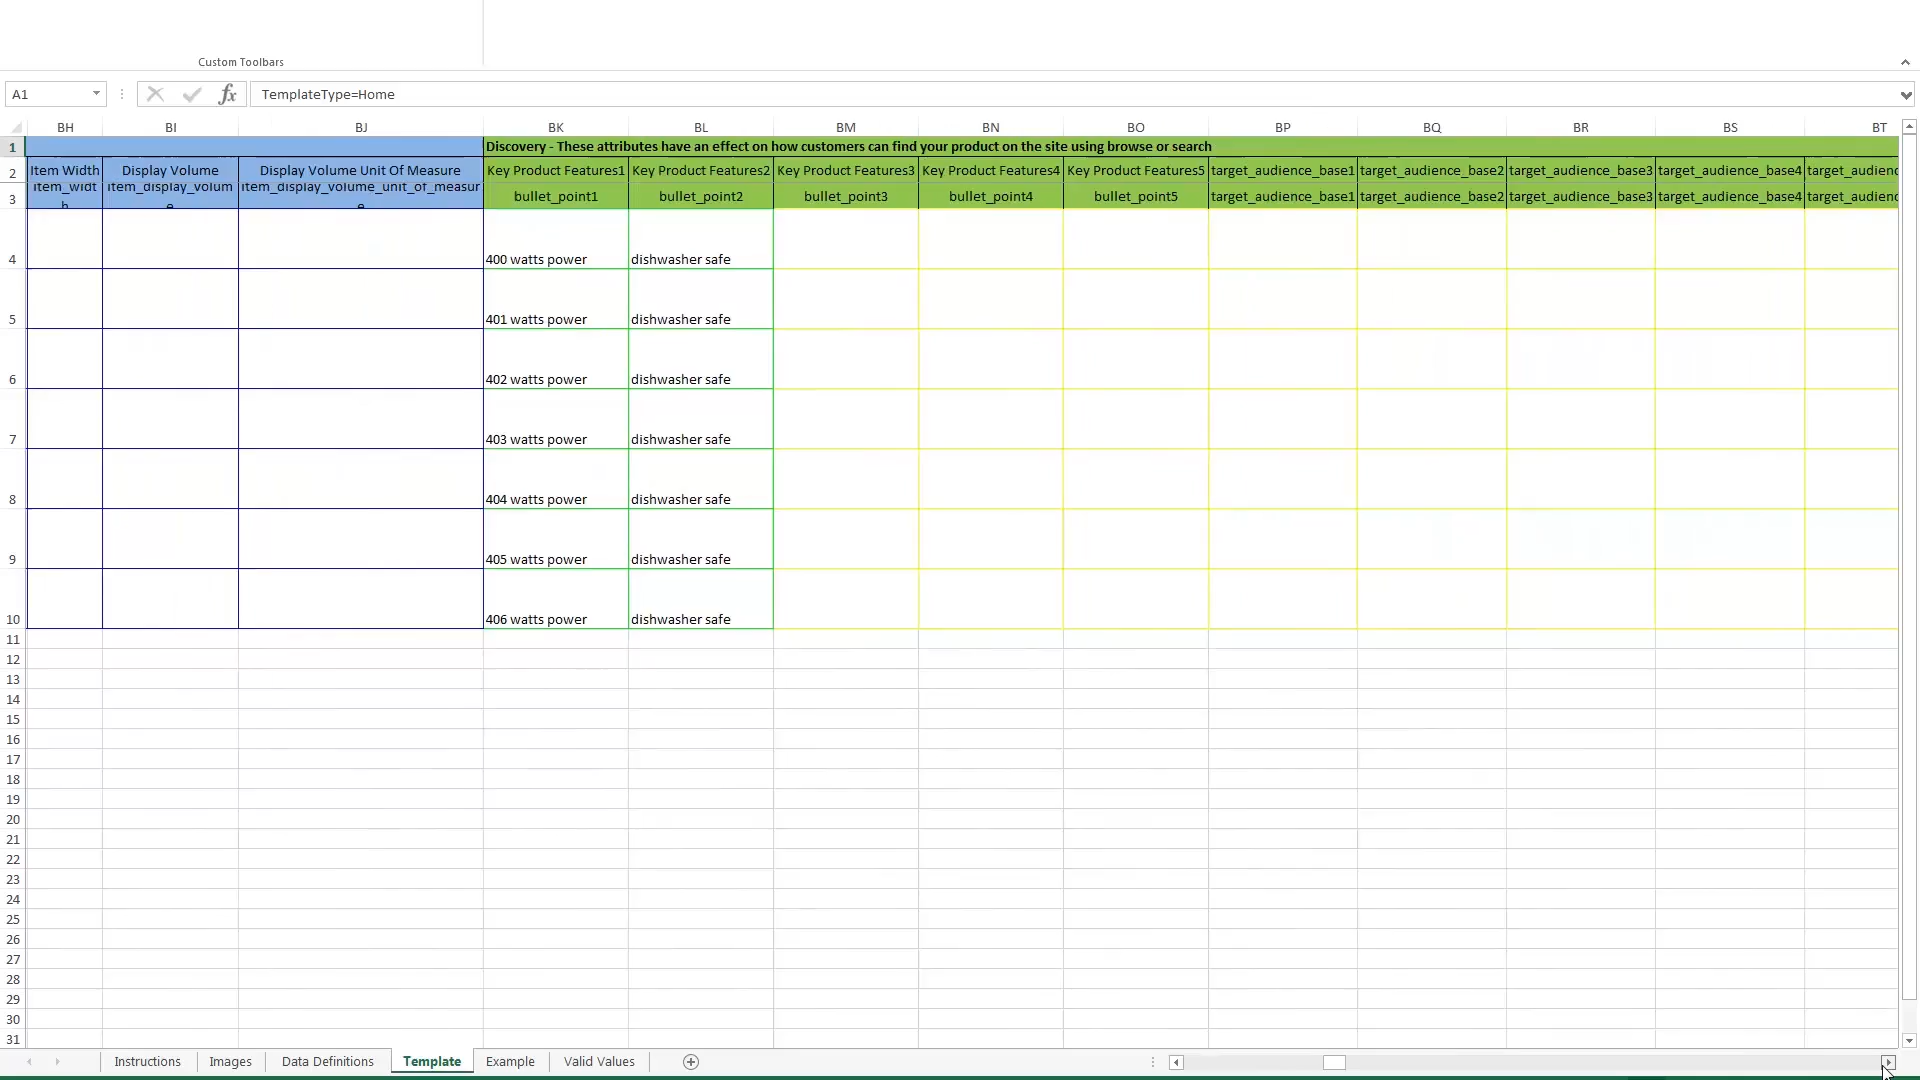 Custom Toolbars
A1 fx TemplateType=Home
BH BI BJ BK BL BM BN BO BP BQ BR BS BT
1 Discovery - These attributes have an effect on how customers can find your product on the site using browse or search
2 Item Width Display Volume Display Volume Unit Of Measure Key Product Features1 Key Product Features2 Key Product Features3 Key Product Features4 Key Product Features5 target_audience_base1 target_audience_base2 target_audience_base3 target_audience_base4 target_audienc
3 item_widt item_display_volum item_display_volume_unit_of_measur bullet_point1 bullet_point2 bullet_point3 bullet_point4 bullet_point5 target_audience_base1 target_audience_base2 target_audience_base3 target_audience_base4 target_audienc
h e e
4 400 watts power dishwasher safe
5 401 watts power dishwasher safe
6 402 watts power dishwasher safe
7 403 watts power dishwasher safe
8 404 watts power dishwasher safe
9 405 watts power dishwasher safe
10 406 watts power dishwasher safe
11
12
13
14
15
16
17
18
19
20
21
22
23
24
25
26
27
28
29
30
31
Instructions Images Data Definitions Template Example Valid Values